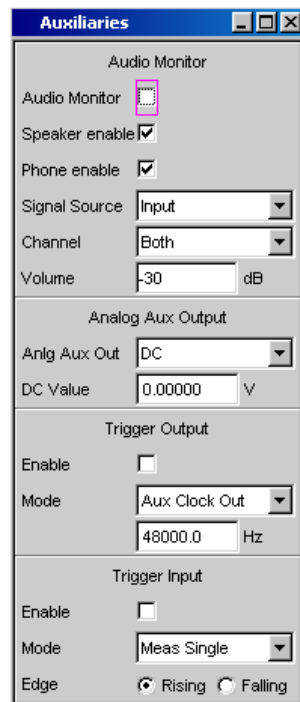 Auxiliaries
Audio Monitor
Audio Monitor
Speaker enable
Phone enable
Signal Source Input
Channel Both
Volume -30 dB
Analog Aux Output
Anlg Aux Out DC
DC Value 0.00000 V
Trigger Output
Enable
Mode Aux Clock Out
48000.0 Hz
Trigger Input
Enable
Mode Meas Single
Edge Rising Falling